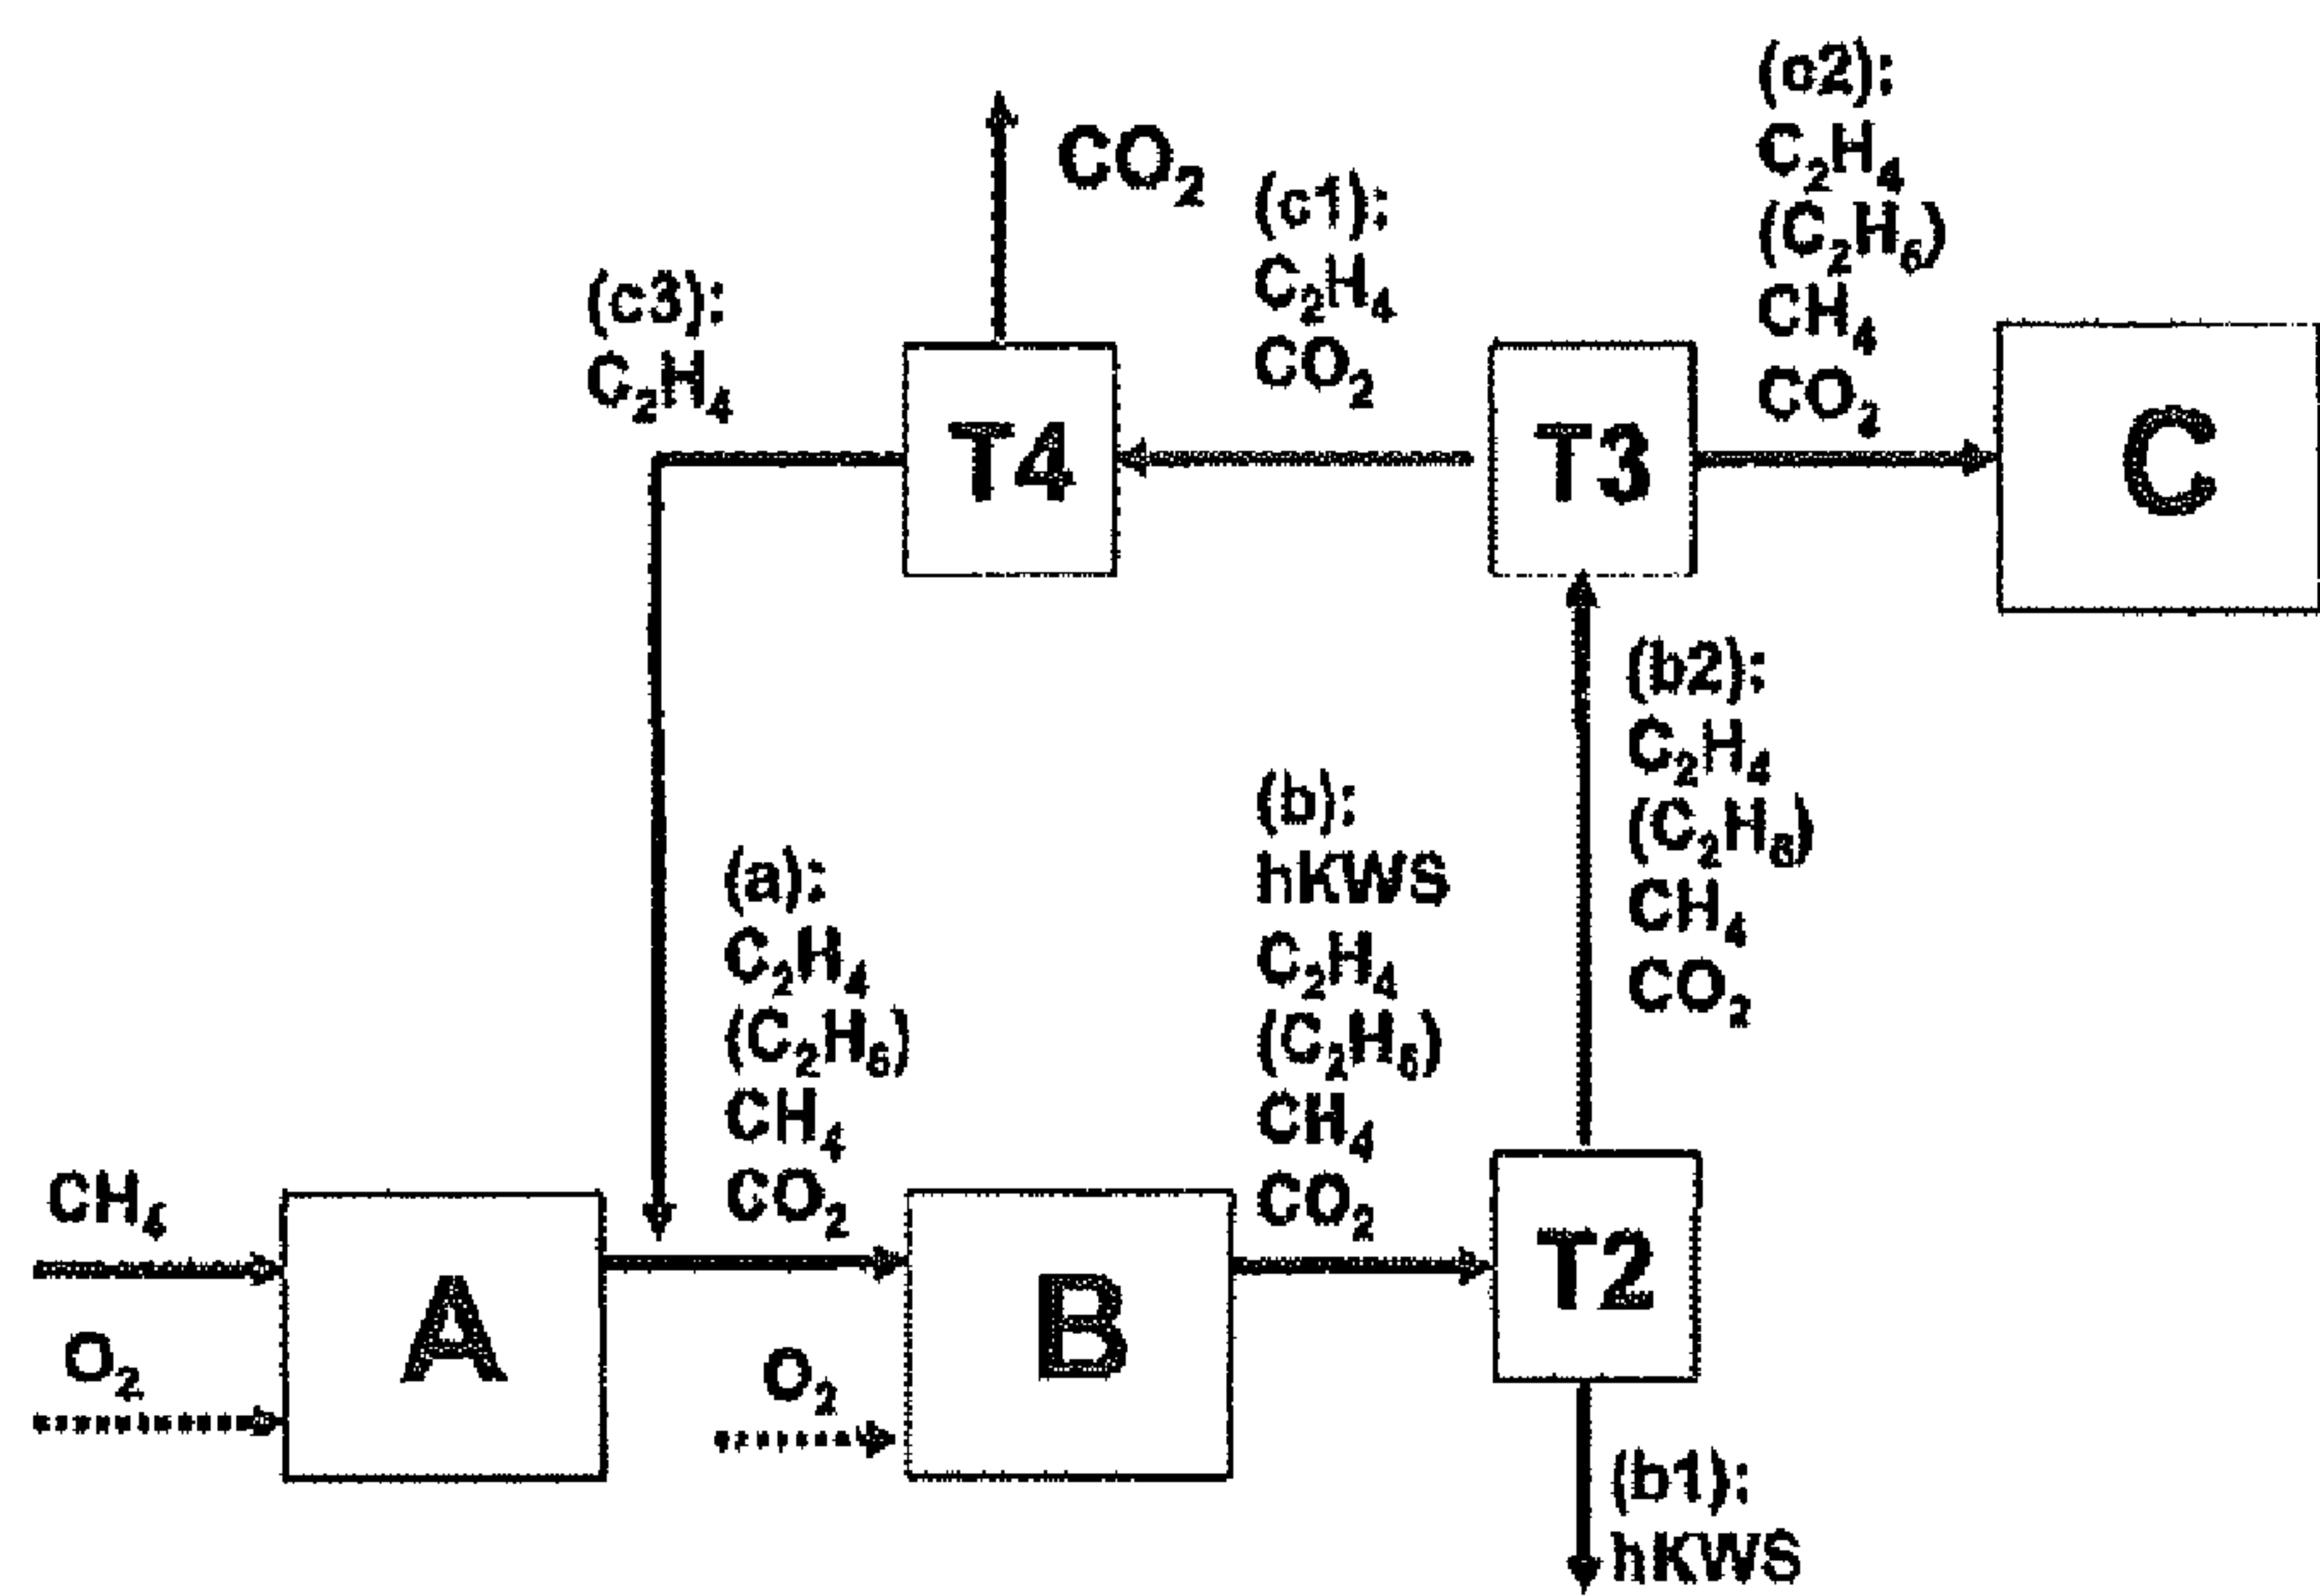 (c2):
C₂H₄
(C₂H₆)
CH₄
CO₂
CO₂
(c1):
C₂H₄
CO₂
(c3):
C₂H₄
T4
T3
C
(b2):
C₂H₄
(C₂H₆)
CH₄
CO₂
(a):
C₂H₄
(C₂H₆)
CH₄
CO₂
(b):
hKWS
C₂H₄
(C₂H₆)
CH₄
CO₂
CH₄
O₂
A
O₂
B
T2
(b1):
hKWS